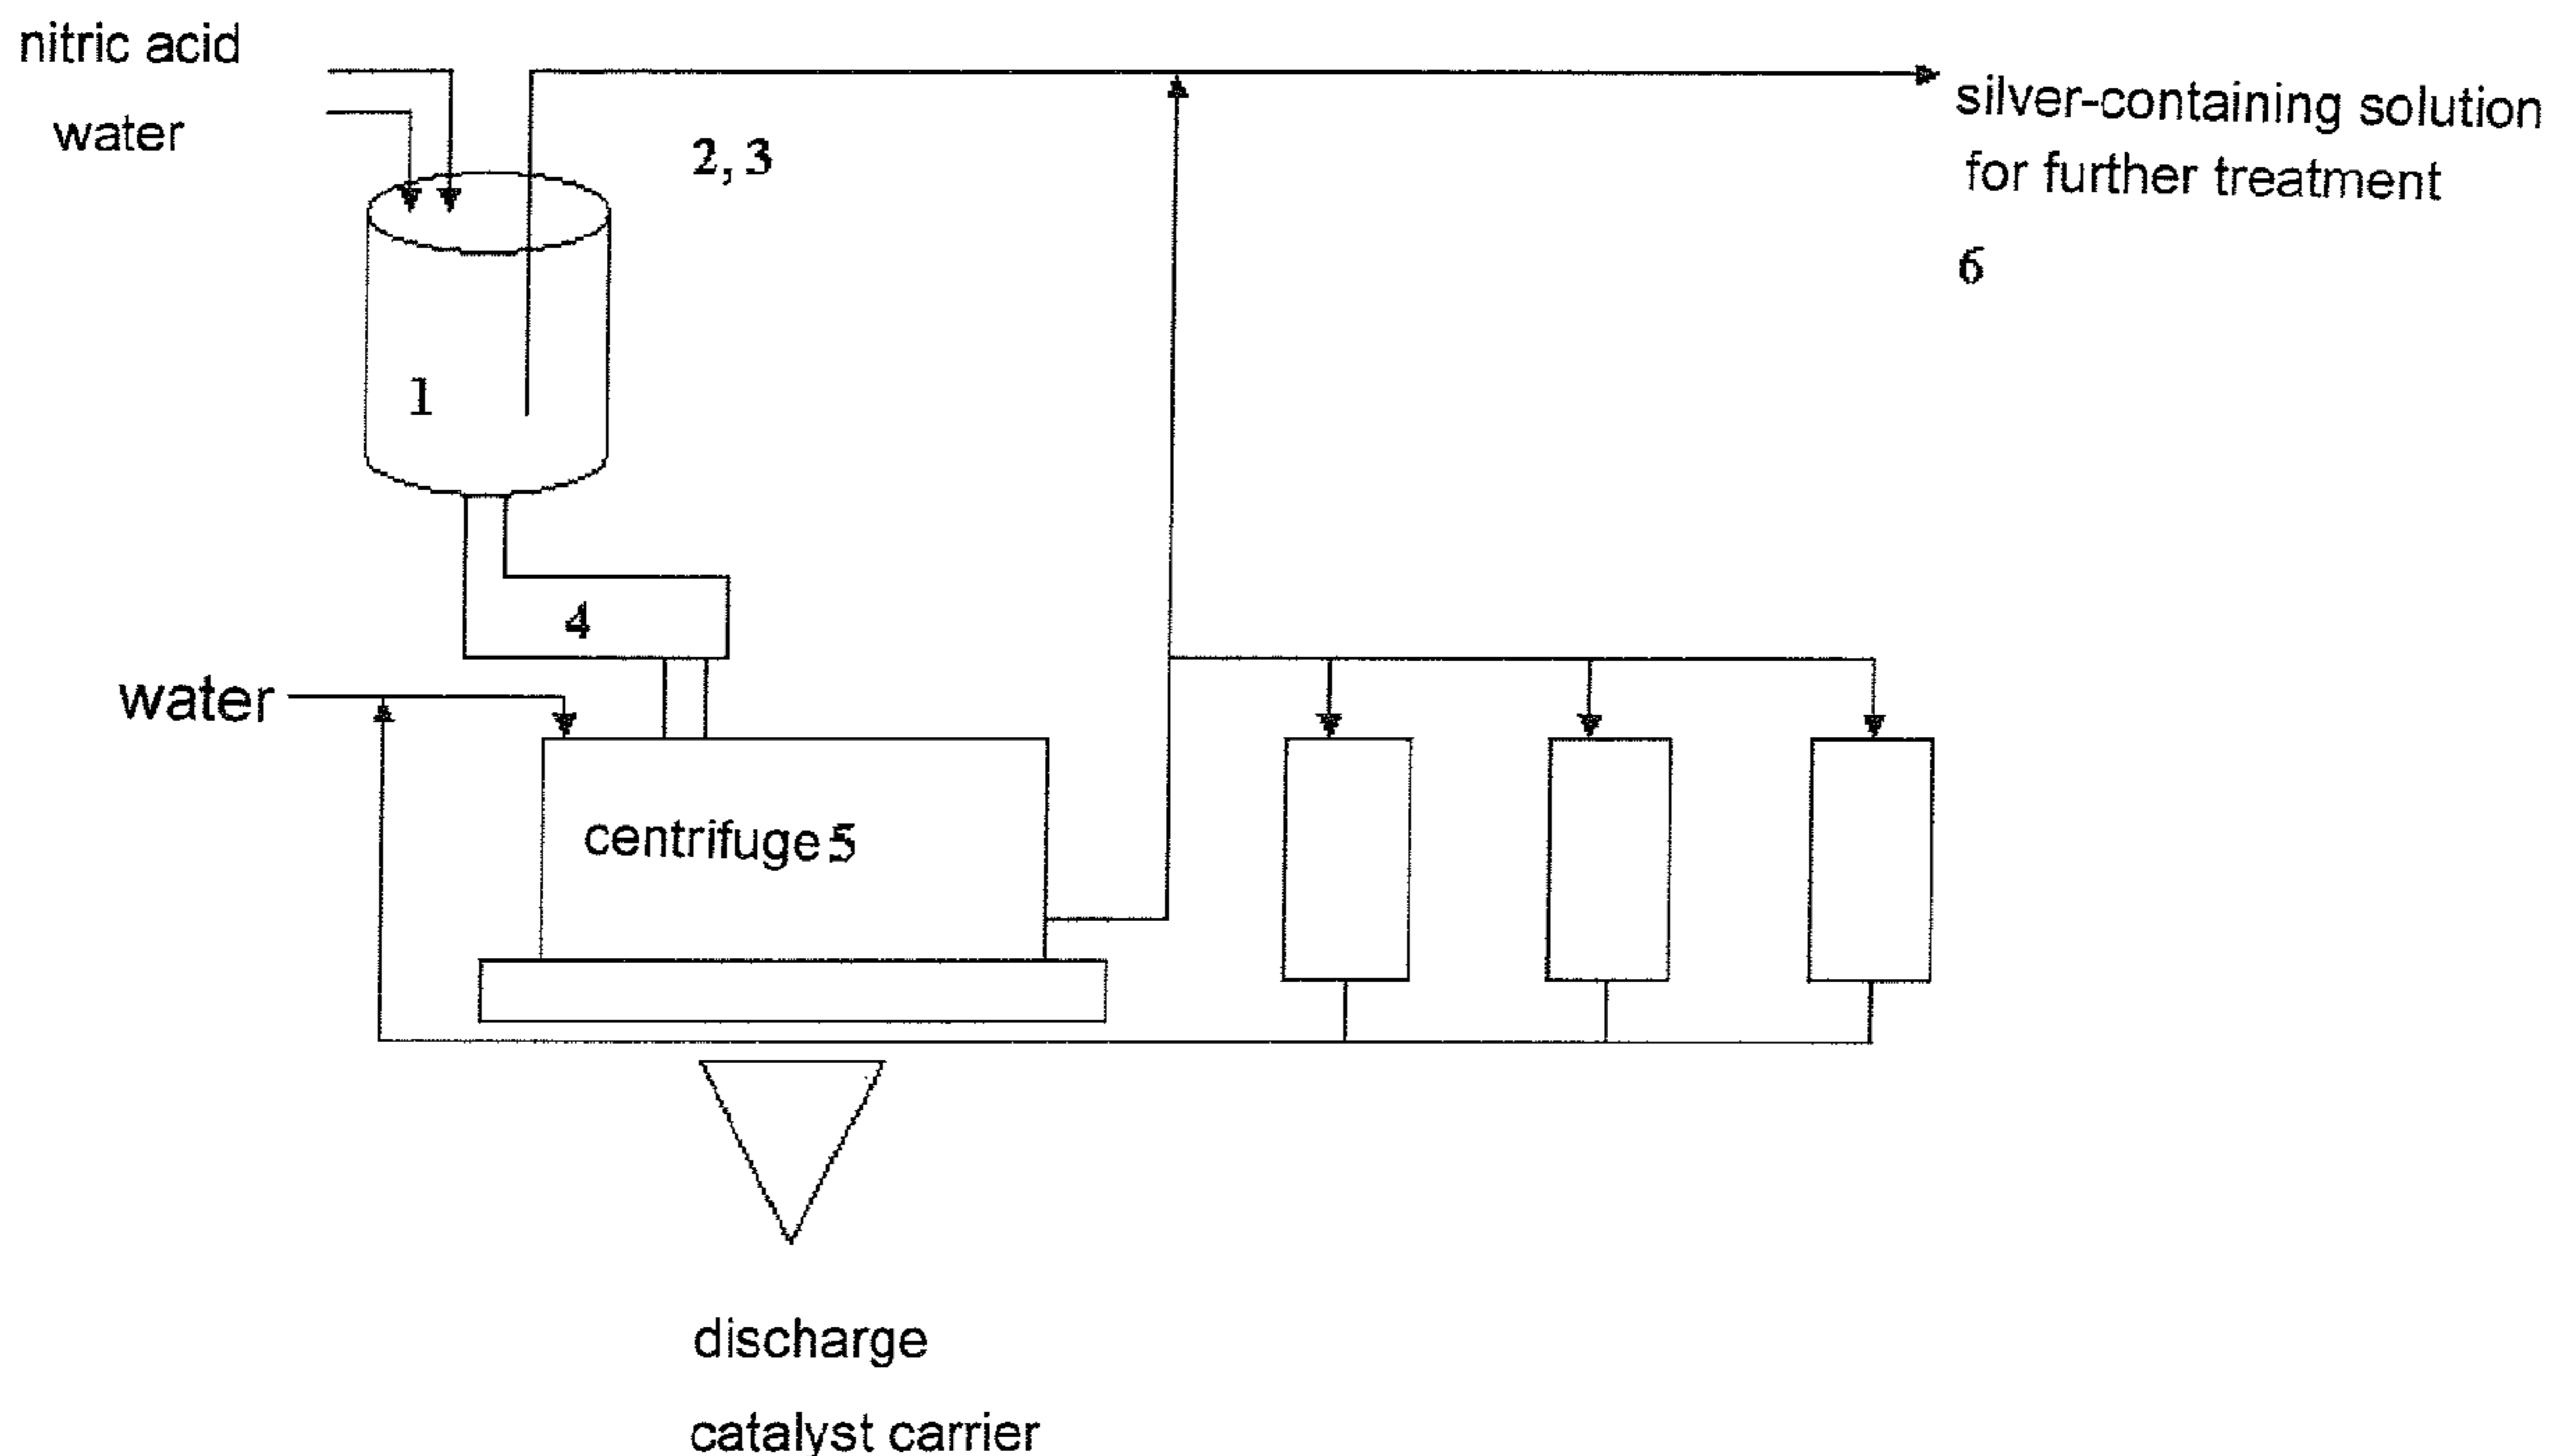 nitric acid
water
2, 3
silver-containing solution
for further treatment
6
1
4
water
centrifuge 5
discharge
catalyst carrier